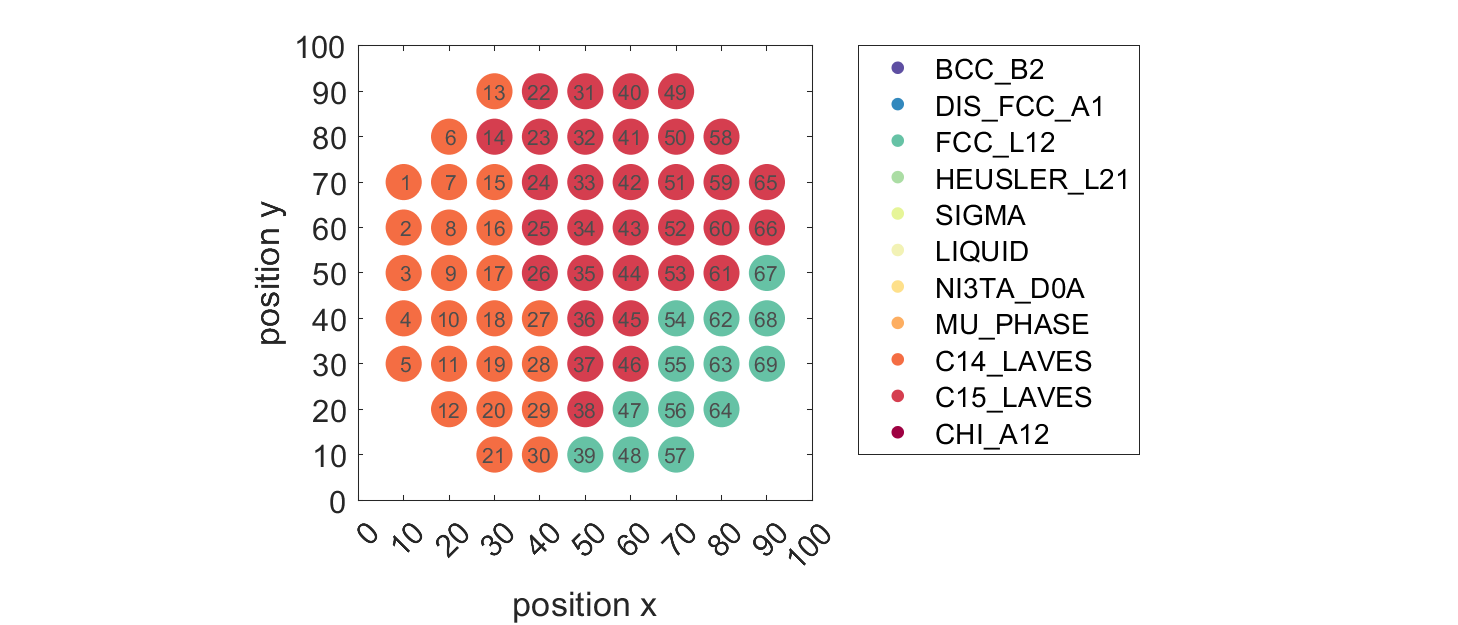 100
90
80
70
60
50
40
30
20
10
0
position y
13 22 31 40 49
6 14 23 32 41 50 58
1 7 15 24 33 42 51 59 65
2 8 16 25 34 43 52 60 66
3 9 17 26 35 44 53 61 67
4 10 18 27 36 45 54 62 68
5 11 19 28 37 46 55 63 69
12 20 29 38 47 56 64
21 30 39 48 57
0 10 20 30 40 50 60 70 80 90 100
position x
BCC_B2
DIS_FCC_A1
FCC_L12
HEUSLER_L21
SIGMA
LIQUID
NI3TA_D0A
MU_PHASE
C14_LAVES
C15_LAVES
CHI_A12